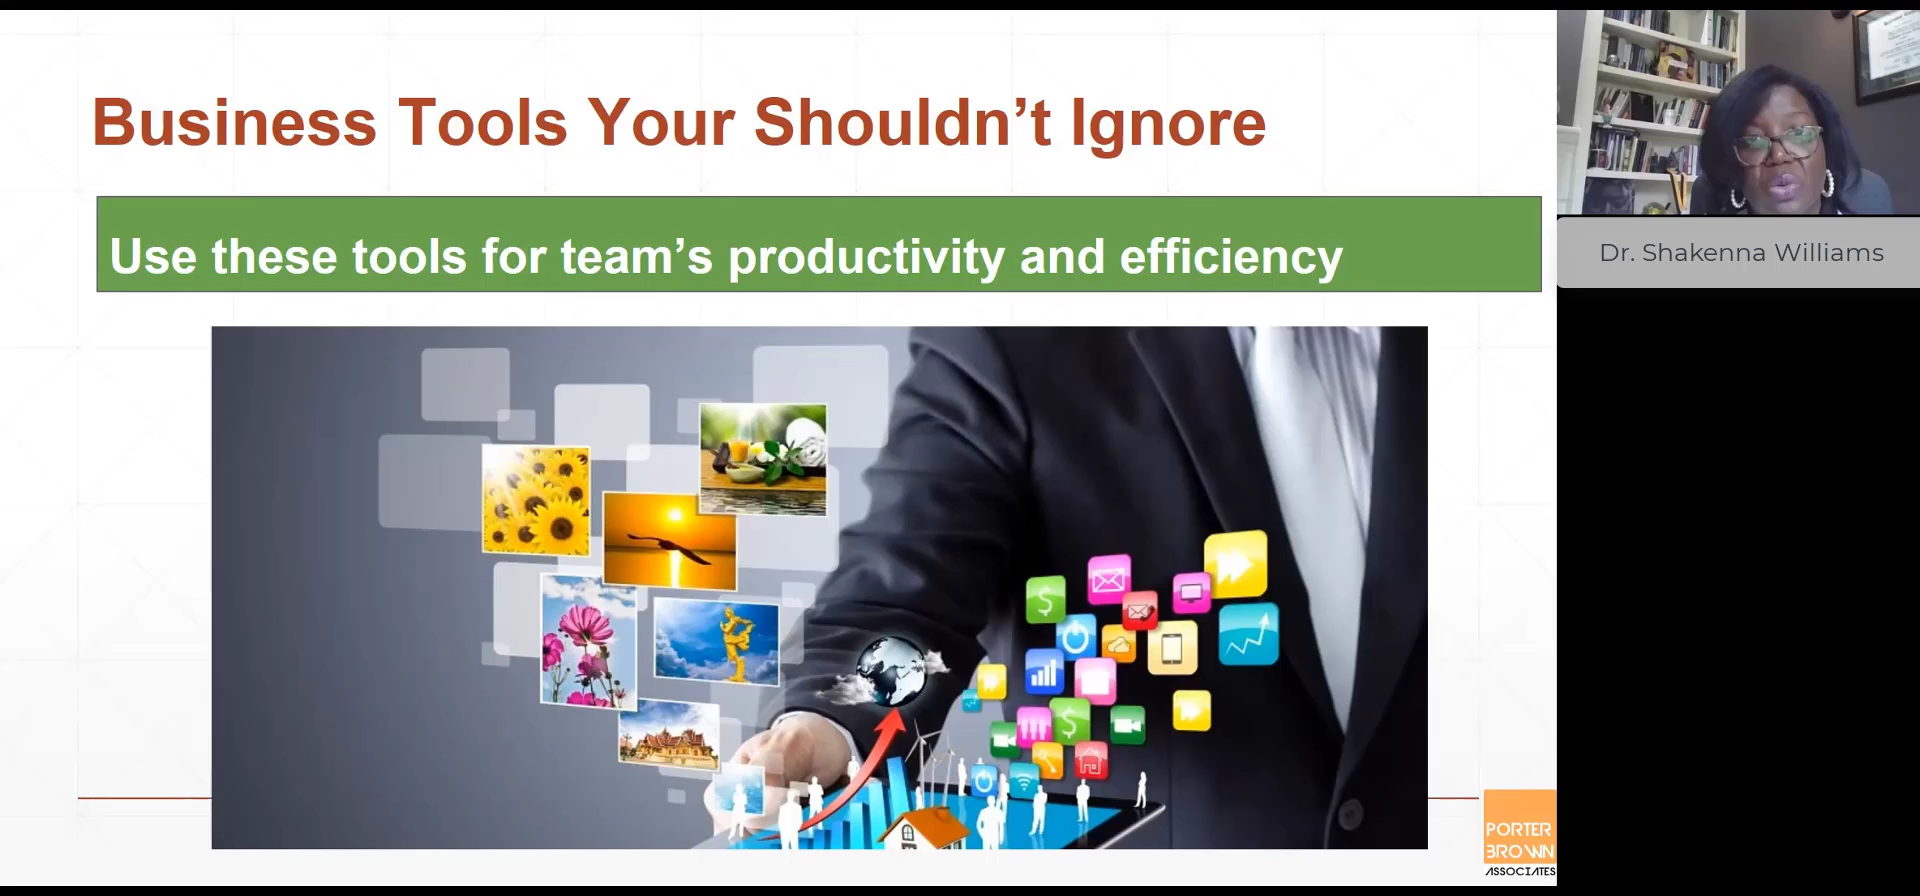 Business Tools Your Shouldn’t Ignore
Use these tools for team’s productivity and efficiency
Dr. Shakenna Williams
PORTER
BROWN
ASSOCIATES